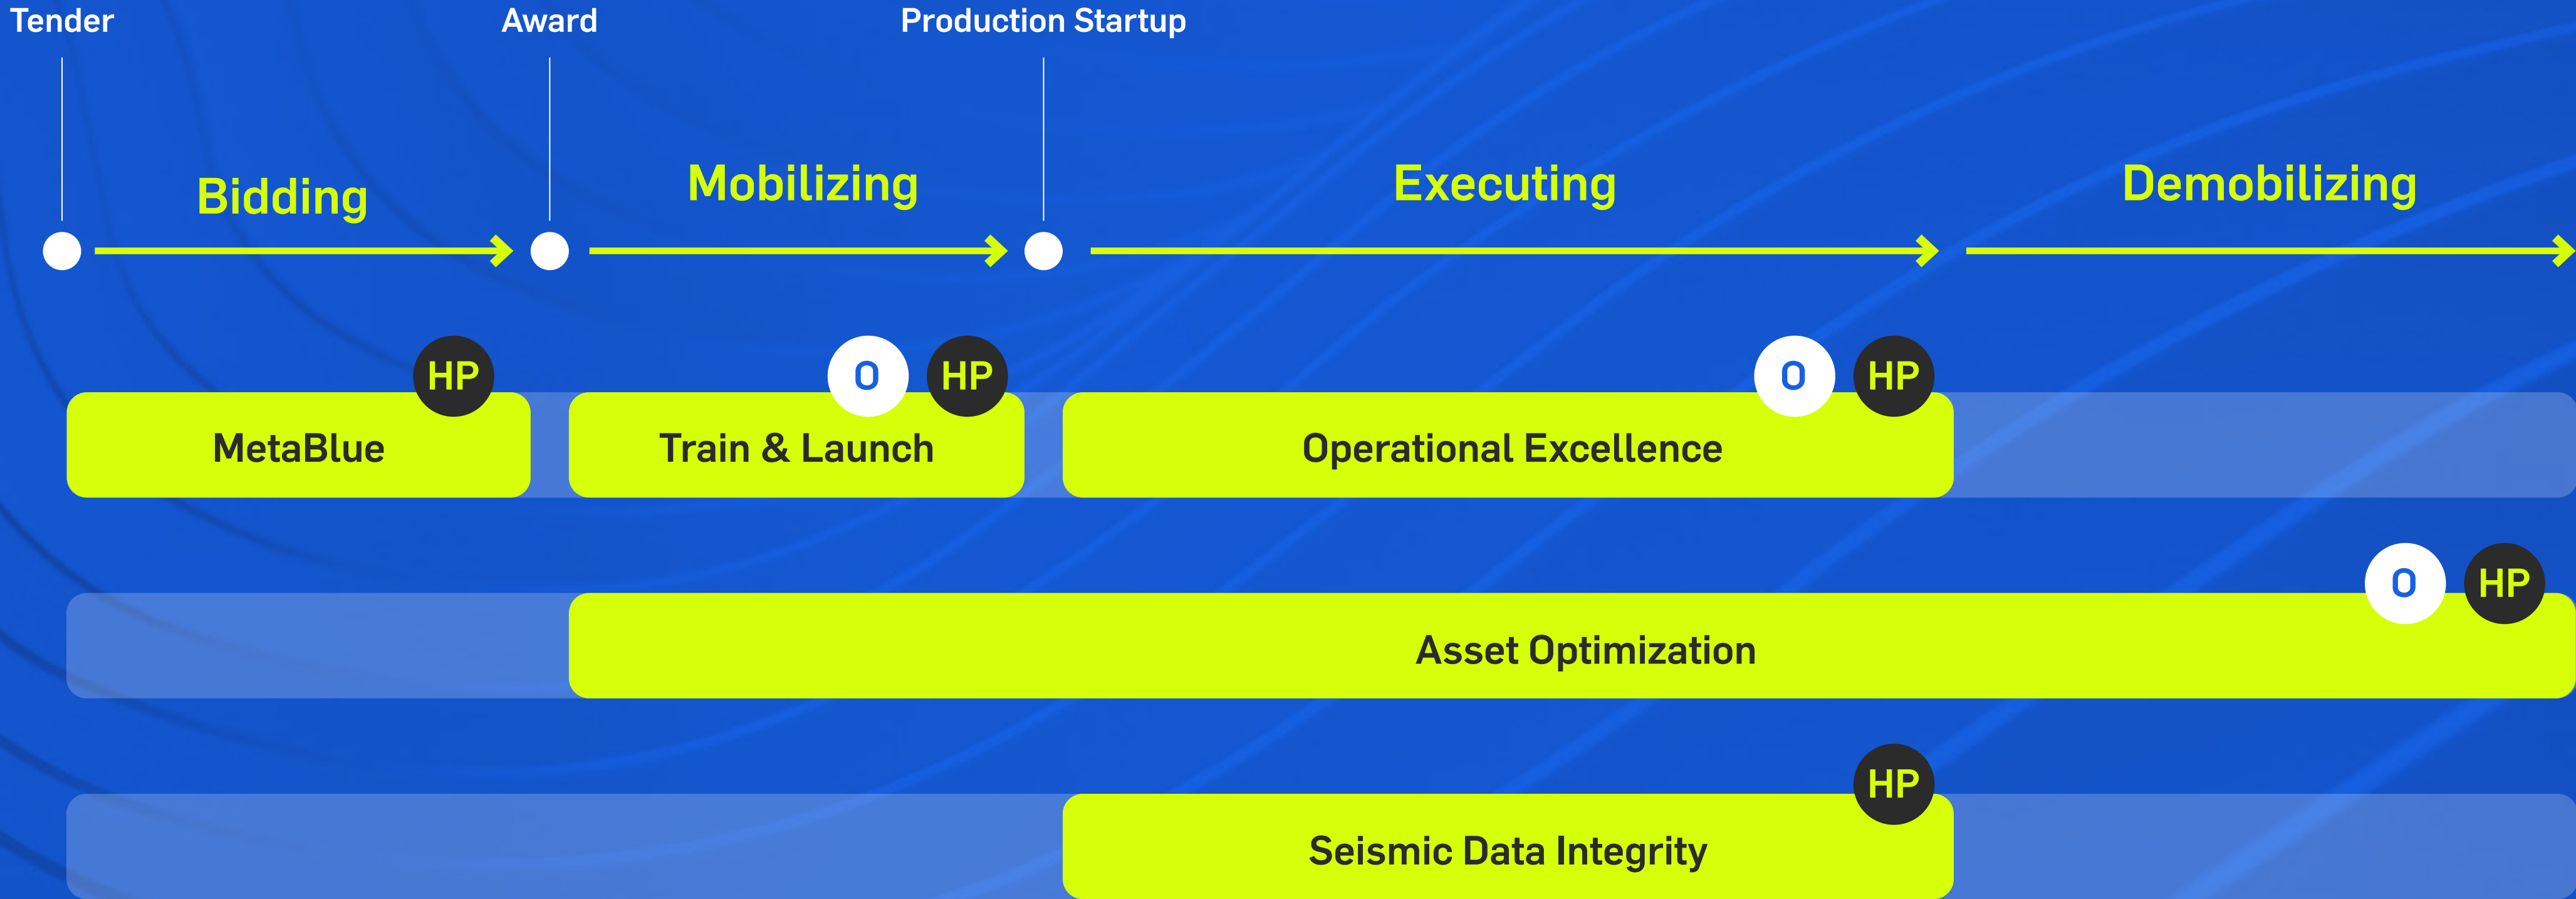 Tender
Award
Production Startup
Bidding
Mobilizing
Executing
Demobilizing
HP
O
HP
O
HP
MetaBlue
Train & Launch
Operational Excellence
O
HP
Asset Optimization
HP
Seismic Data Integrity